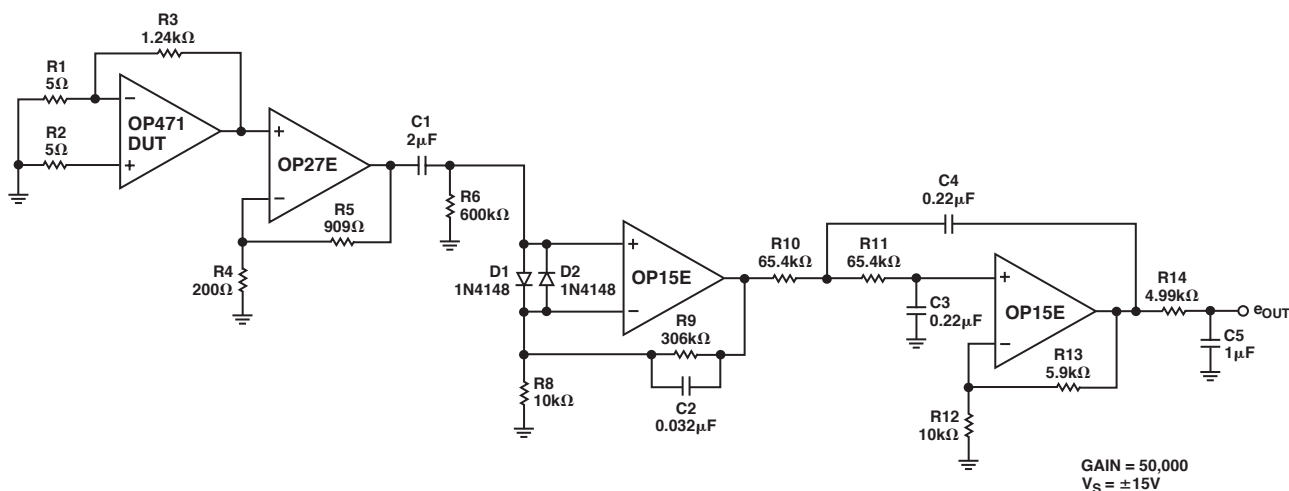 R3
1.24kΩ
R1
5Ω
R2
5Ω
−
+
OP471
DUT
+
−
OP27E
R5
909Ω
R4
200Ω
C1
2μF
R6
600kΩ
D1
1N4148
D2
1N4148
+
−
OP15E
R9
306kΩ
R8
10kΩ
C2
0.032μF
R10
65.4kΩ
R11
65.4kΩ
C4
0.22μF
C3
0.22μF
+
−
OP15E
R13
5.9kΩ
R12
10kΩ
R14
4.99kΩ
eOUT
C5
1μF
GAIN = 50,000
VS = ±15V